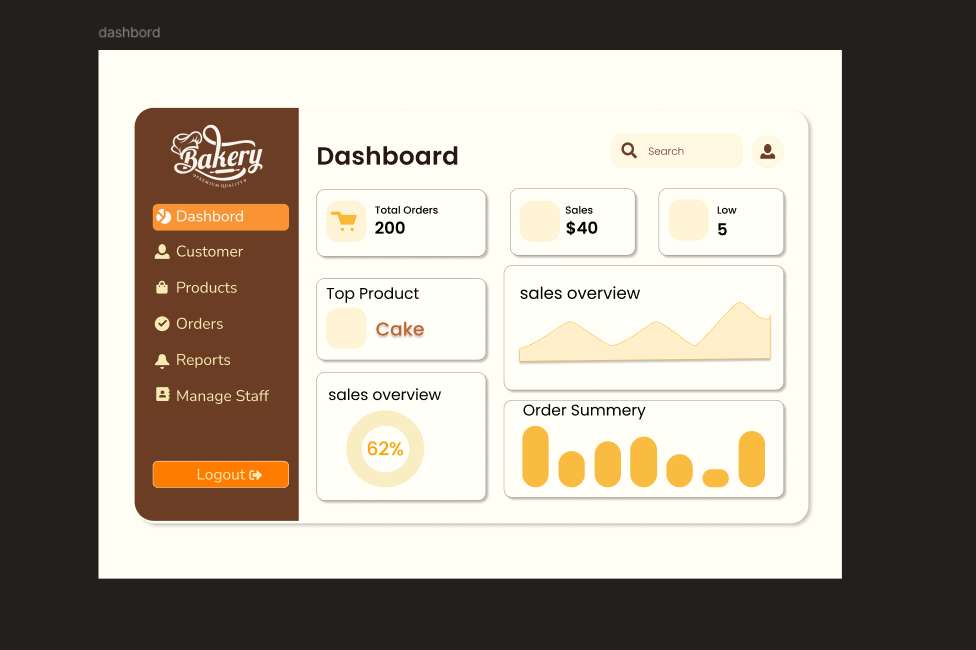 dashbord
Bakery
PREMIUM QUALITY
Dashbord
Customer
Products
Orders
Reports
Manage Staff
Logout
Dashboard
Search
Total Orders
200
Sales
$40
Low
5
Top Product
Cake
sales overview
sales overview
62%
Order Summery